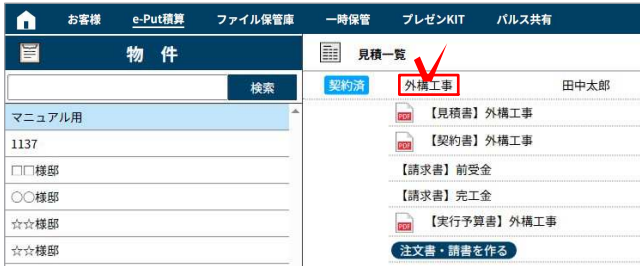 お客様 e-Put積算 ファイル保管庫 一時保管 プレゼンKIT パルス共有
物件
検索
マニュアル用
1137
□□様邸
○○様邸
☆☆様邸
☆☆様邸
見積一覧
契約済 外構工事 田中太郎
PDF 【見積書】外構工事
PDF 【契約書】外構工事
【請求書】前受金
【請求書】完工金
PDF 【実行予算書】外構工事
注文書・請書を作る